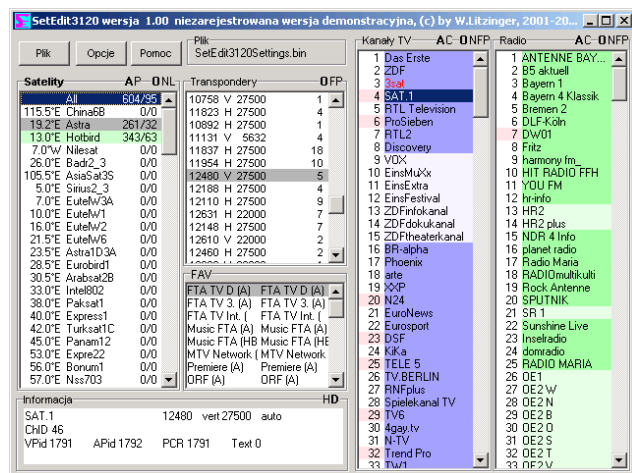 SetEdit3120 wersja 1.00 niezarejestrowana wersja demonstracyjna, (c) by W.Litzinger, 2001-20...
Plik
Opcje
Pomoc
Plik
SetEdit3120Settings.bin
Satelity AP ONL
All 604/95
115.5°E China6B 0/0
19.2°E Astra 261/32
13.0°E Hotbird 343/63
7.0°W Nilesat 0/0
26.0°E Badr2_3 0/0
105.5°E AsiaSat3S 0/0
5.0°E Sirius2_3 0/0
7.0°E EutelW3A 0/0
10.0°E EutelW1 0/0
16.0°E EutelW2 0/0
21.5°E EutelW6 0/0
23.5°E Astra1D3A 0/0
28.5°E Eurobird1 0/0
30.5°E Arabsat2B 0/0
33.0°E Intel802 0/0
38.0°E Paksat1 0/0
40.0°E Express1 0/0
42.0°E Turksat1C 0/0
45.0°E Panam12 0/0
53.0°E Expre22 0/0
56.0°E Bonum1 0/0
57.0°E Nss703 0/0
Transpondery OFP
10758 V 27500 1
11823 H 27500 4
10892 H 27500 1
11131 V 5632 4
11837 H 27500 18
11954 H 27500 10
12480 V 27500 5
12188 H 27500 4
12110 H 27500 9
12631 H 22000 7
12148 H 27500 7
12610 V 22000 2
12460 H 27500 2
FAV
FTA TV D (A) FTA TV D (A)
FTA TV 3. (A) FTA TV 3. (A)
FTA TV Int. ( FTA TV Int. (
Music FTA (A) Music FTA (A)
Music FTA (HB Music FTA (HE
MTV Network ( MTV Network
Premiere (A) Premiere (A)
ORF (A) ORF (A)
Kanały TV AC ONFP
1 Das Erste
2 ZDF
3 3sat
4 SAT.1
5 RTL Television
6 ProSieben
7 RTL2
8 Discovery
9 VOX
10 EinsMuXx
11 EinsExtra
12 EinsFestival
13 ZDFinfokanal
14 ZDFdokukanal
15 ZDFtheaterkanal
16 BR-alpha
17 Phoenix
18 arte
19 XXP
20 N24
21 EuroNews
22 Eurosport
23 DSF
24 KiKa
25 TELE 5
26 TV.BERLIN
27 RNFplus
28 Spielekanal TV
29 TV6
30 4gay.tv
31 N-TV
32 Trend Pro
33 TW1
Radio AC ONFP
1 ANTENNE BAY...
2 B5 aktuell
3 Bayern 1
4 Bayern 4 Klassik
5 Bremen 2
6 DLF-Köln
7 DW01
8 Fritz
9 harmony fm_
10 HIT RADIO FFH
11 YOU FM
12 hr-info
13 HR2
14 HR2 plus
15 NDR 4 Info
16 planet radio
17 Radio Maria
18 RADIOmultikulti
19 Rock Antenne
20 SPUTNIK
21 SR 1
22 Sunshine Live
23 Inselradio
24 domradio
25 RADIO MARIA
26 OE1
27 OE2 W
28 OE2 N
29 OE2 B
30 OE2 O
31 OE2 S
32 OE2 T
33 OE2 V
Informacja HD
SAT.1 12480 vert 27500 auto
ChID 46
VPid 1791 APid 1792 PCR 1791 Text 0